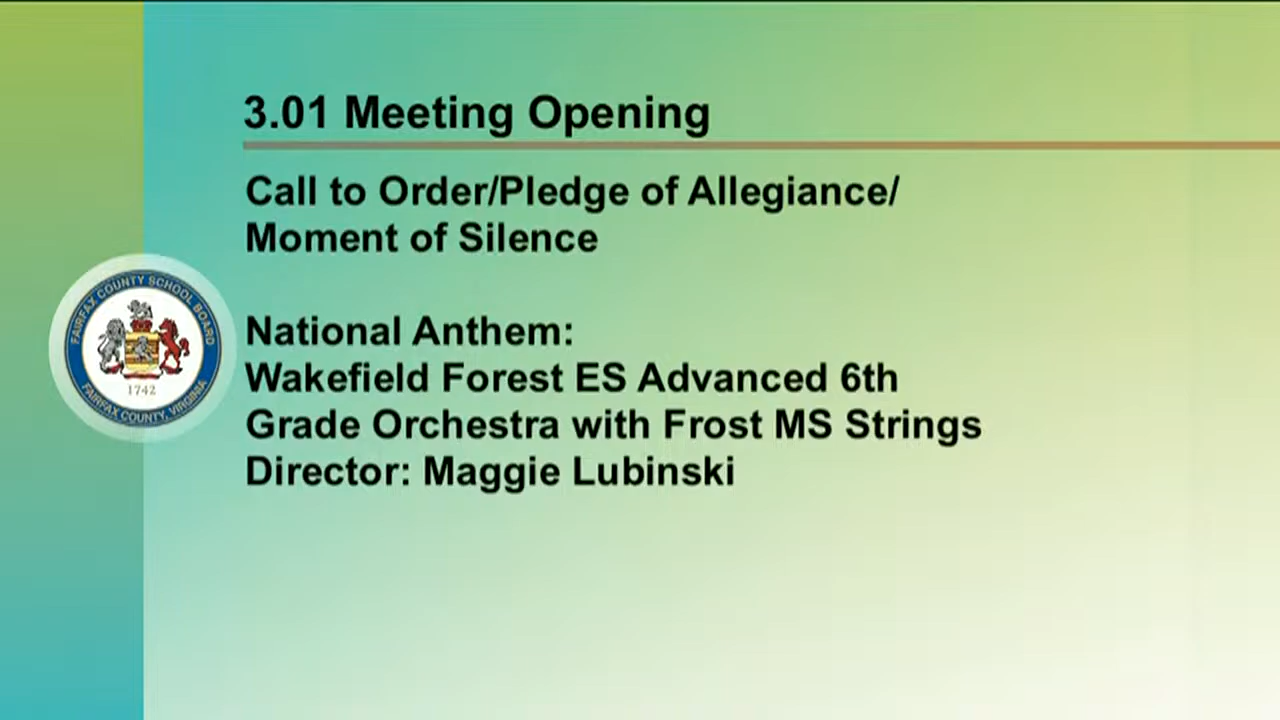 3.01 Meeting Opening
Call to Order/Pledge of Allegiance/
Moment of Silence
FAIRFAX COUNTY SCHOOL BOARD
1742
FAIRFAX COUNTY, VIRGINIA
National Anthem:
Wakefield Forest ES Advanced 6th
Grade Orchestra with Frost MS Strings
Director: Maggie Lubinski